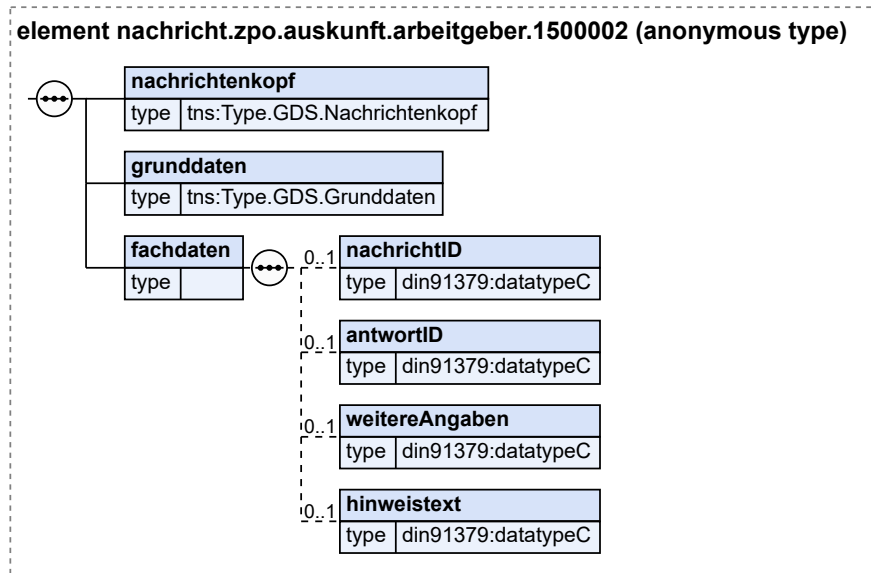 element nachricht.zpo.auskunft.arbeitgeber.1500002 (anonymous type)
nachrichtenkopf
type tns:Type.GDS.Nachrichtenkopf
grunddaten
type tns:Type.GDS.Grunddaten
fachdaten
type
0..1 nachrichtID
type din91379:datatypeC
0..1 antwortID
type din91379:datatypeC
0..1 weitereAngaben
type din91379:datatypeC
0..1 hinweistext
type din91379:datatypeC